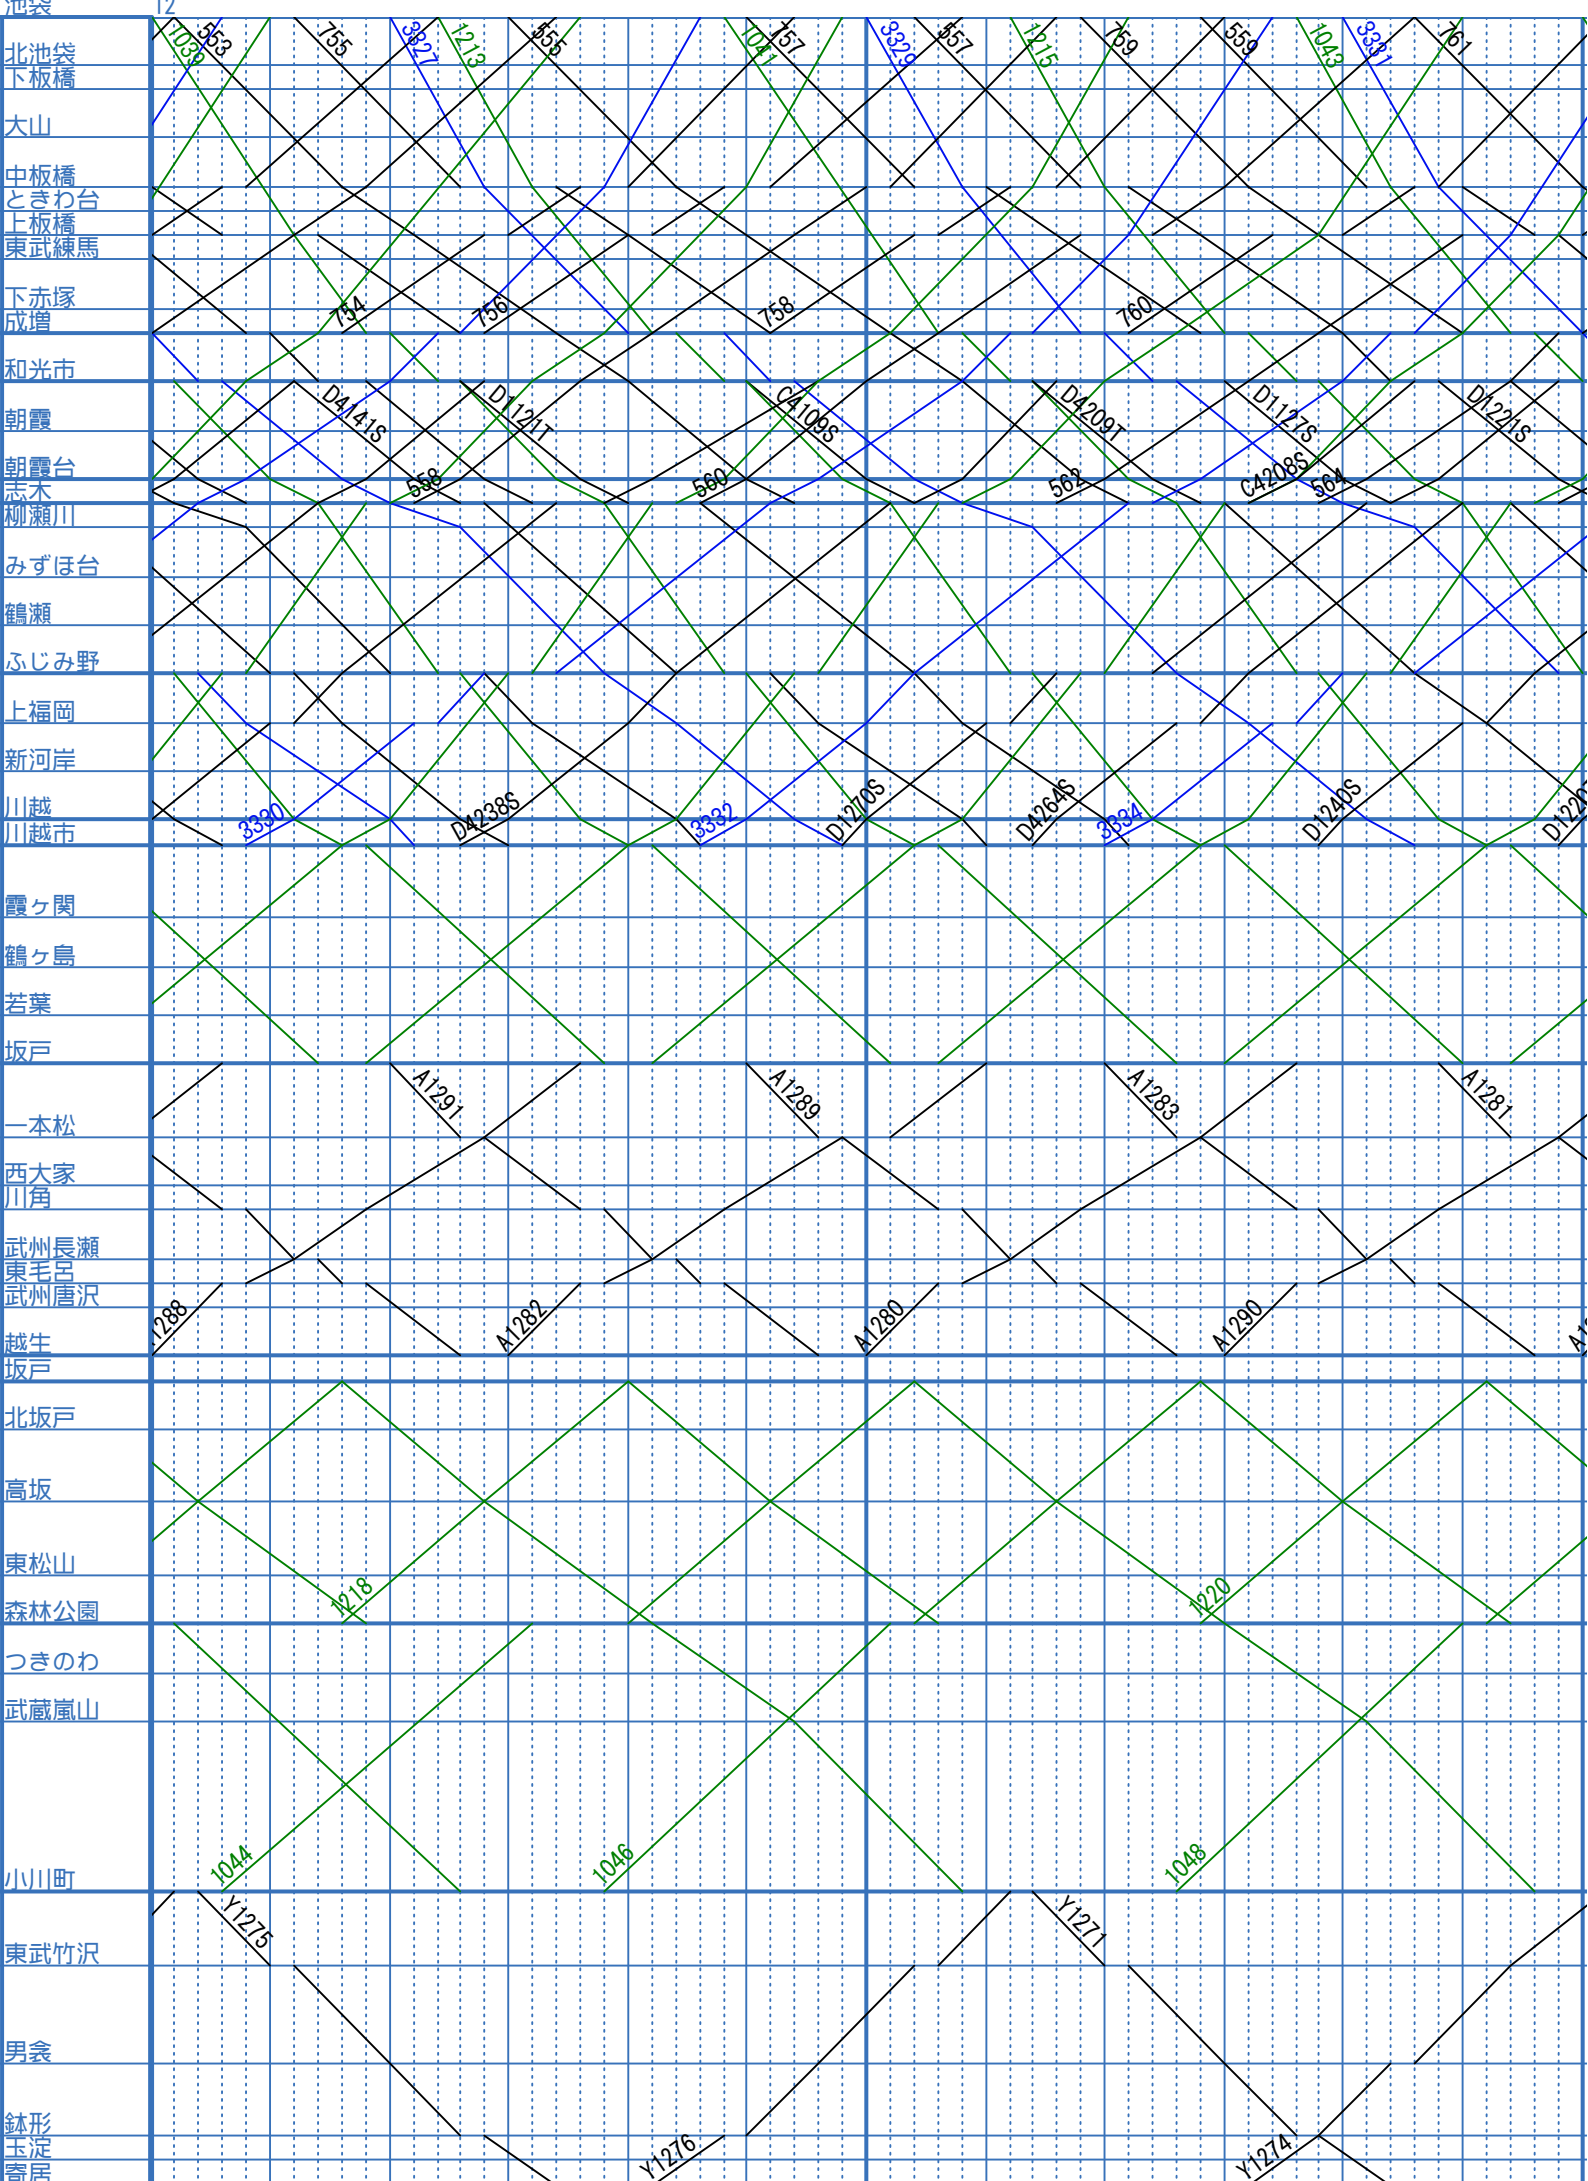 池袋 12
1039 553 755 3327 1213 555 1041 757 3329 557 1215 759 559 1043 3331 761
北池袋
下板橋
大山
中板橋
ときわ台
上板橋
東武練馬
下赤塚
成増 754 756 758 760
和光市
朝霞 D4141S D1121T C4109S D4209T D1127S D1221S
朝霞台
志木 558 560 562 C4208S 564
柳瀬川
みずほ台
鶴瀬
ふじみ野
上福岡
新河岸
川越
川越市 3330 D4238S 3332 D1270S D4264S 3334 D1240S D1220
霞ヶ関
鶴ヶ島
若葉
坂戸
A1291 A1289 A1283 A1281
一本松
西大家
川角
武州長瀬
東毛呂
武州唐沢
越生 1288 A1282 A1280 A1290
坂戸
北坂戸
高坂
東松山
森林公園 1218 1220
つきのわ
武蔵嵐山
小川町 1044 1046 1048
Y1275 Y1271
東武竹沢
男衾
鉢形
玉淀 Y1276 Y1274
寄居